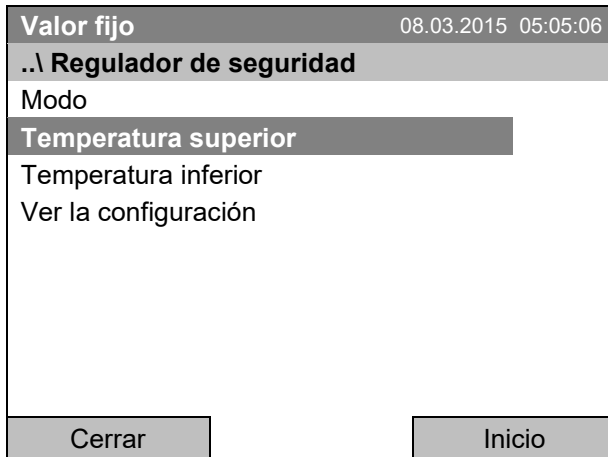 Valor fijo 08.03.2015 05:05:06
..\ Regulador de seguridad
Modo
Temperatura superior
Temperatura inferior
Ver la configuración
Cerrar Inicio